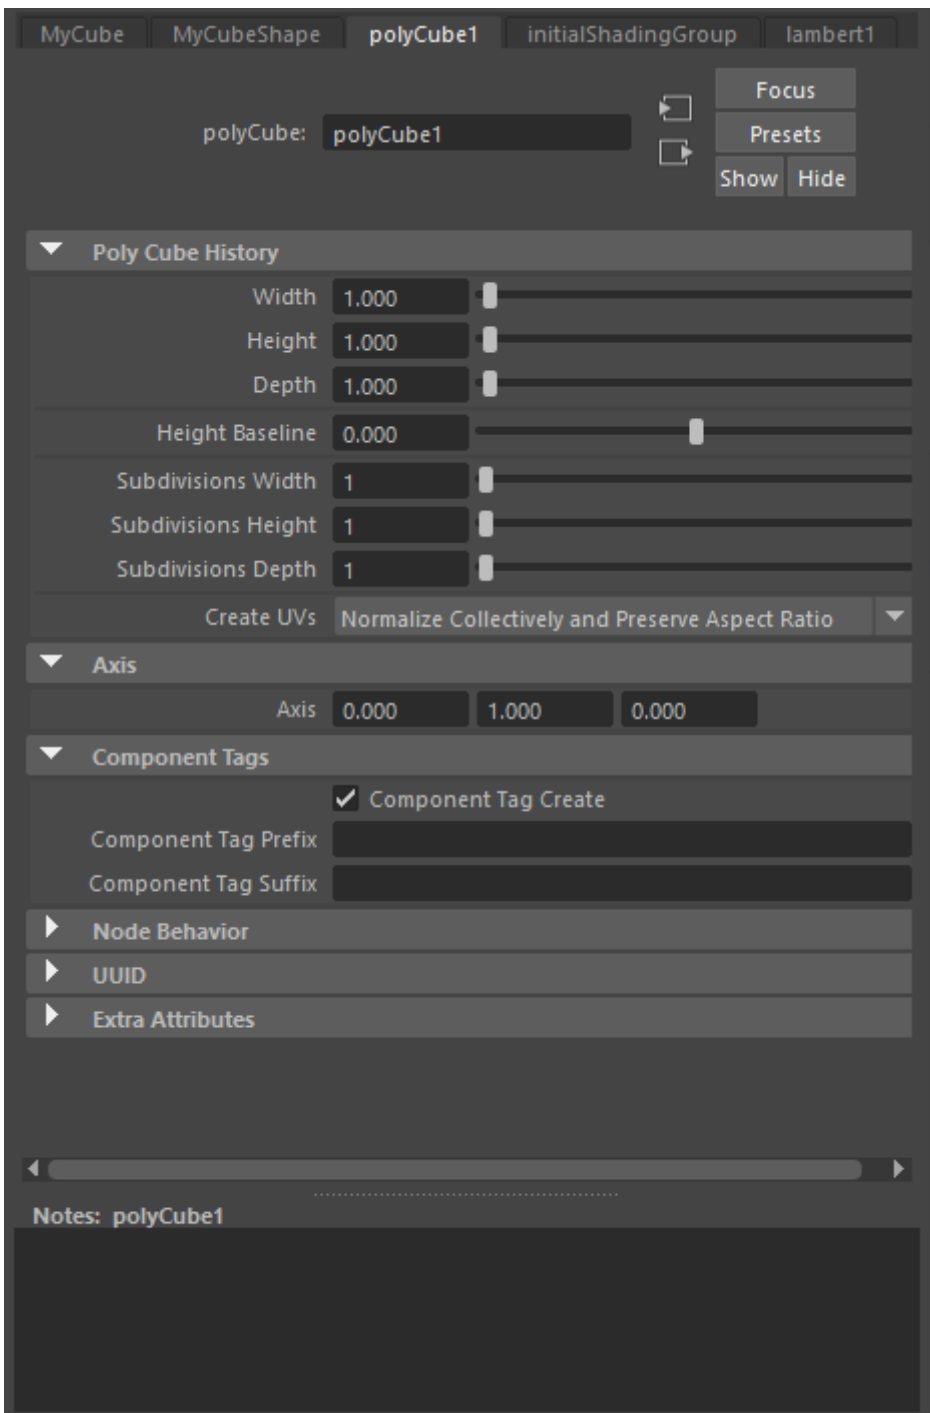 MyCube MyCubeShape polyCube1 initialShadingGroup lambert1
Focus
polyCube: polyCube1 Presets
Show Hide
Poly Cube History
Width 1.000
Height 1.000
Depth 1.000
Height Baseline 0.000
Subdivisions Width 1
Subdivisions Height 1
Subdivisions Depth 1
Create UVs Normalize Collectively and Preserve Aspect Ratio
Axis
Axis 0.000 1.000 0.000
Component Tags
Component Tag Create
Component Tag Prefix
Component Tag Suffix
Node Behavior
UUID
Extra Attributes
Notes: polyCube1